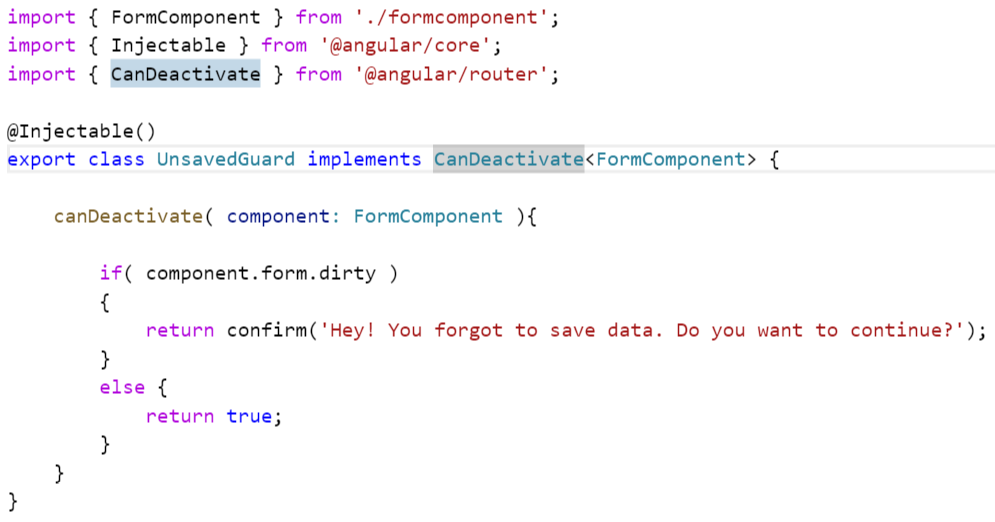 import { FormComponent } from './formcomponent';
import { Injectable } from '@angular/core';
import { CanDeactivate } from '@angular/router';

@Injectable()
export class UnsavedGuard implements CanDeactivate<FormComponent> {

    canDeactivate( component: FormComponent ){

        if( component.form.dirty )
        {
            return confirm('Hey! You forgot to save data. Do you want to continue?');
        }
        else {
            return true;
        }
    }
}